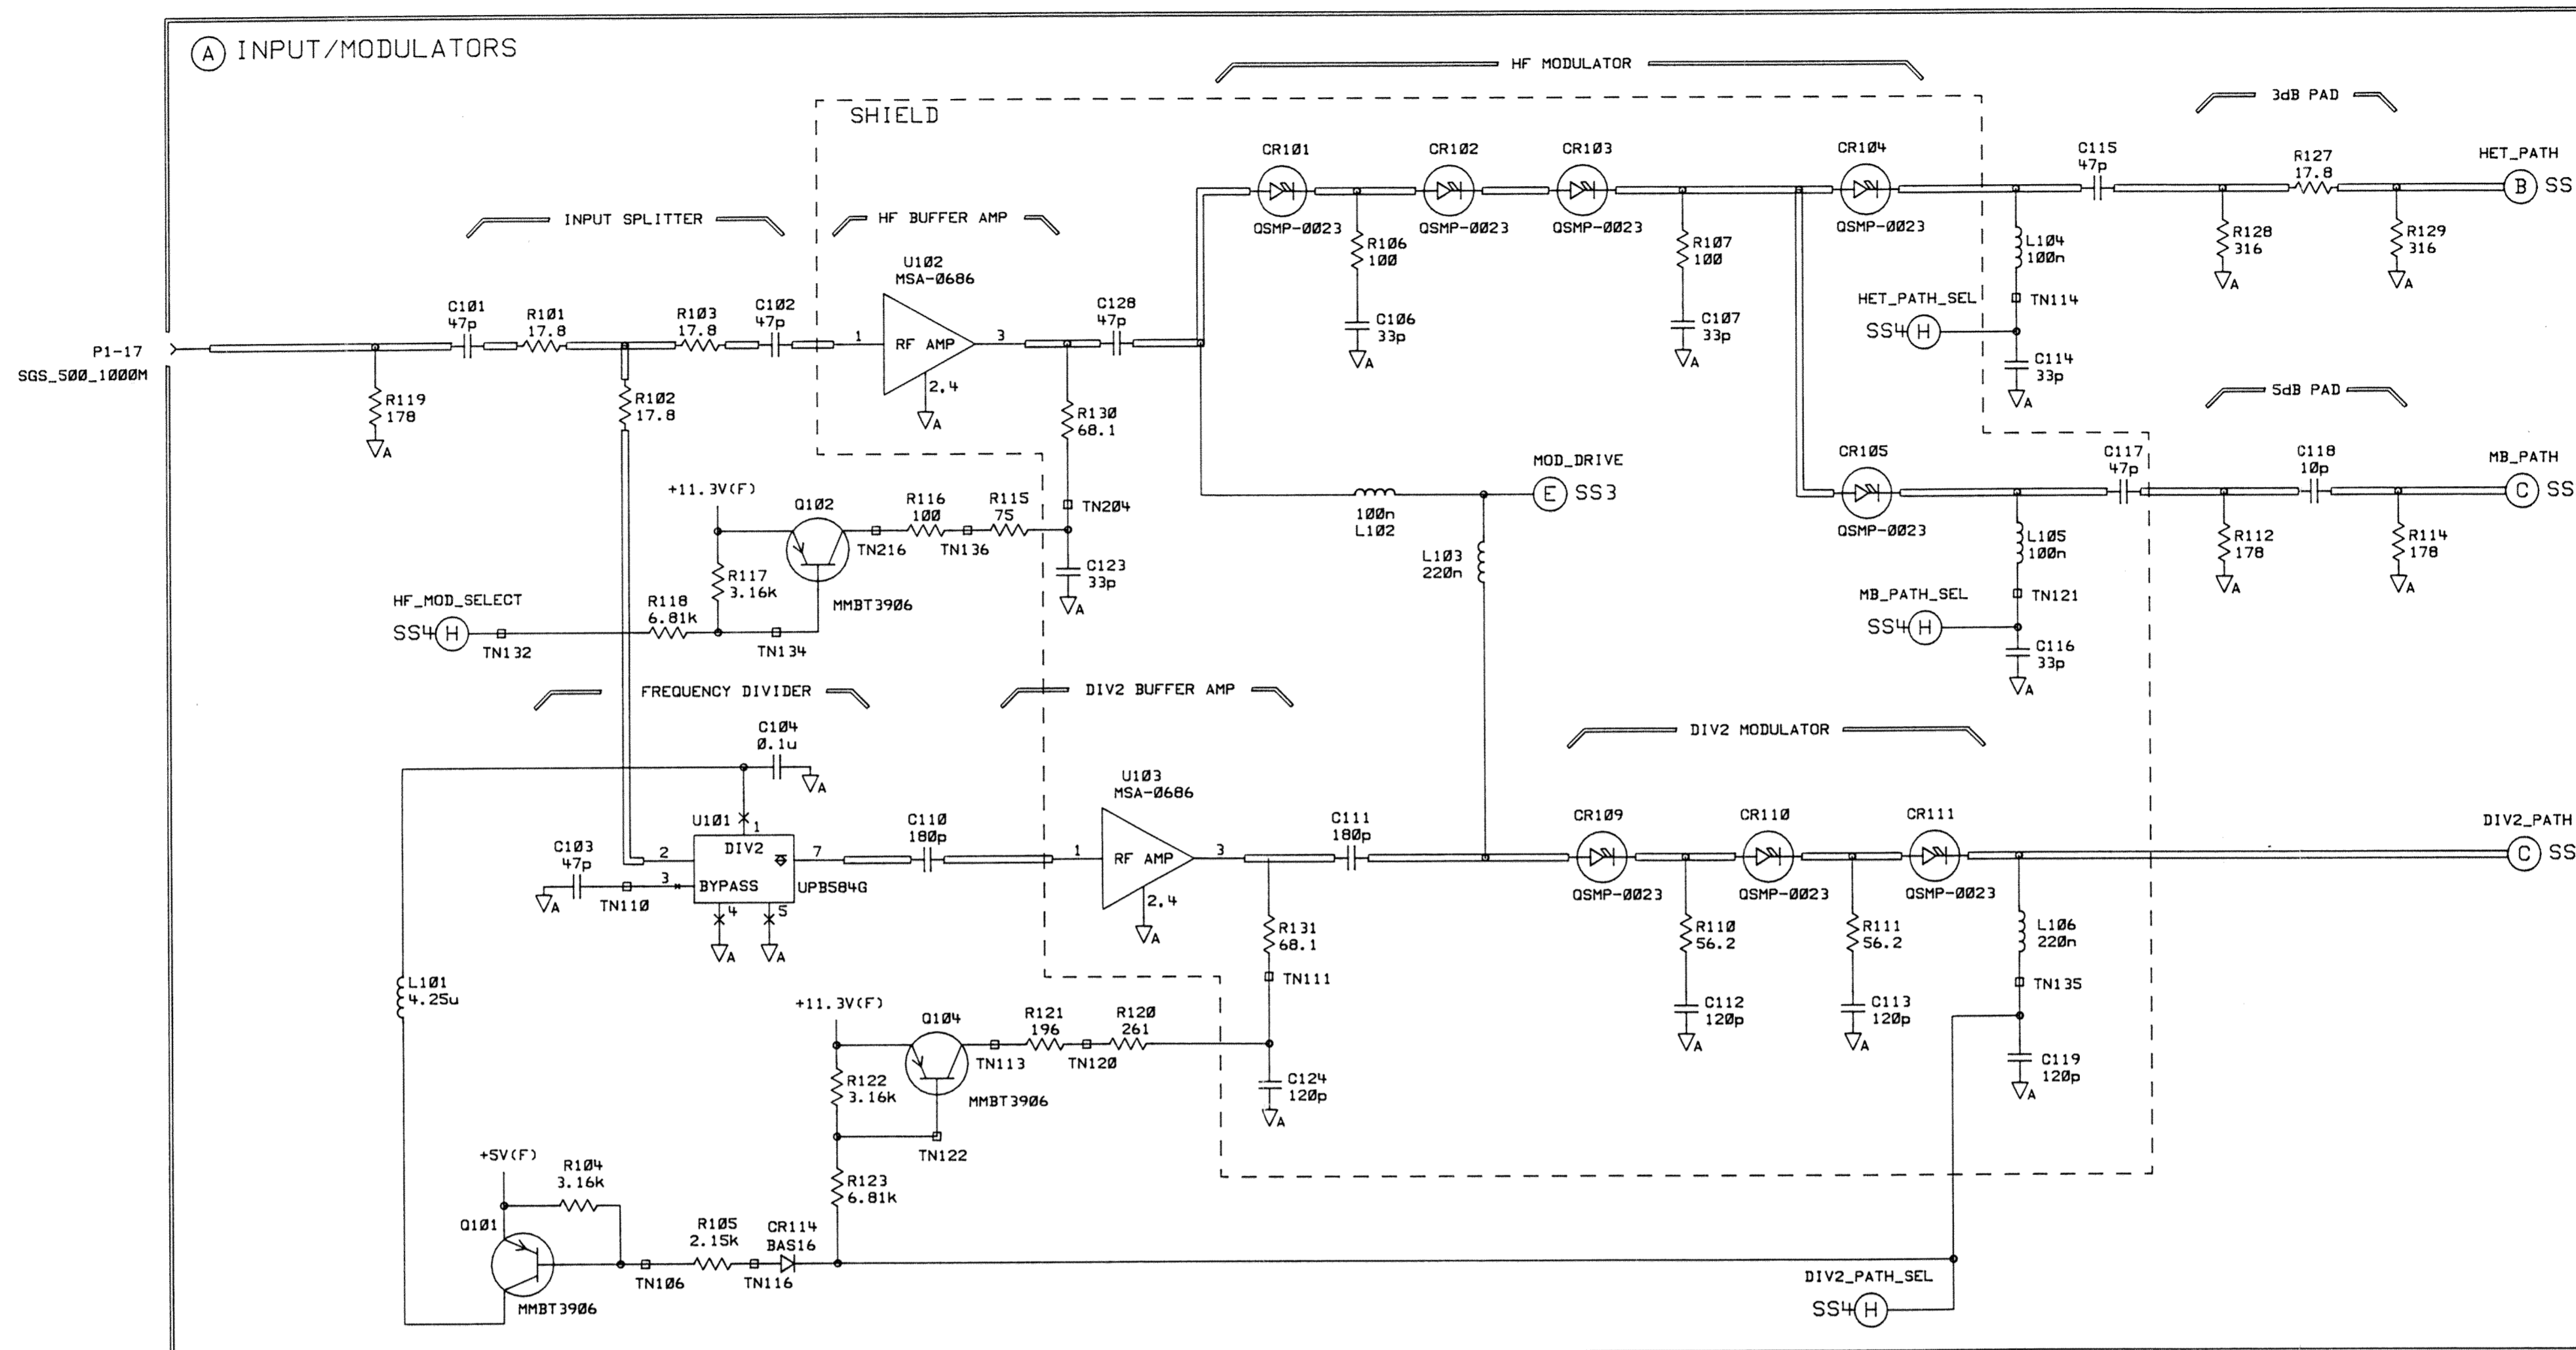 A INPUT/MODULATORS
HF MODULATOR
3dB PAD
SHIELD
CR101
CR102
CR103
CR104
C115
47p
R127
17.8
HET_PATH
B SS
QSMP-0023
QSMP-0023
QSMP-0023
QSMP-0023
INPUT SPLITTER
HF BUFFER AMP
R106
100
R107
100
L104
100n
R128
316
A
R129
316
A
U102
MSA-0686
C101
47p
R101
17.8
R103
17.8
C102
47p
C128
47p
HET_PATH_SEL
SS4 H
TN114
C106
33p
A
C107
33p
A
C114
33p
A
P1-17
SGS_500_1000M
1
RF AMP
3
2,4
A
R119
178
A
R102
17.8
R130
68.1
5dB PAD
CR105
QSMP-0023
C117
47p
C118
10p
MB_PATH
C SS
MOD_DRIVE
E SS3
+11.3V(F)
Q102
R116
100
R115
75
TN204
TN216
TN136
100n
L102
L103
220n
L105
100n
R112
178
A
R114
178
A
R117
3.16k
C123
33p
A
HF_MOD_SELECT
SS4 H
TN132
R118
6.81k
TN134
MMBT3906
MB_PATH_SEL
SS4 H
TN121
C116
33p
A
FREQUENCY DIVIDER
DIV2 BUFFER AMP
DIV2 MODULATOR
C104
0.1u
A
U103
MSA-0686
U101
1
DIV2
2
7
3
BYPASS
UPB584G
4
5
A
A
C103
47p
A
TN110
C110
180p
1
RF AMP
3
2,4
A
C111
180p
CR109
CR110
CR111
QSMP-0023
QSMP-0023
QSMP-0023
DIV2_PATH
C SS
R131
68.1
TN111
R110
56.2
R111
56.2
L106
220n
TN135
L101
4.25u
+11.3V(F)
Q104
R121
196
R120
261
TN113
TN120
C112
120p
A
C113
120p
A
C119
120p
A
R122
3.16k
MMBT3906
C124
120p
A
TN122
R123
6.81k
+5V(F)
R104
3.16k
Q101
R105
2.15k
CR114
BAS16
TN106
TN116
MMBT3906
DIV2_PATH_SEL
SS4 H